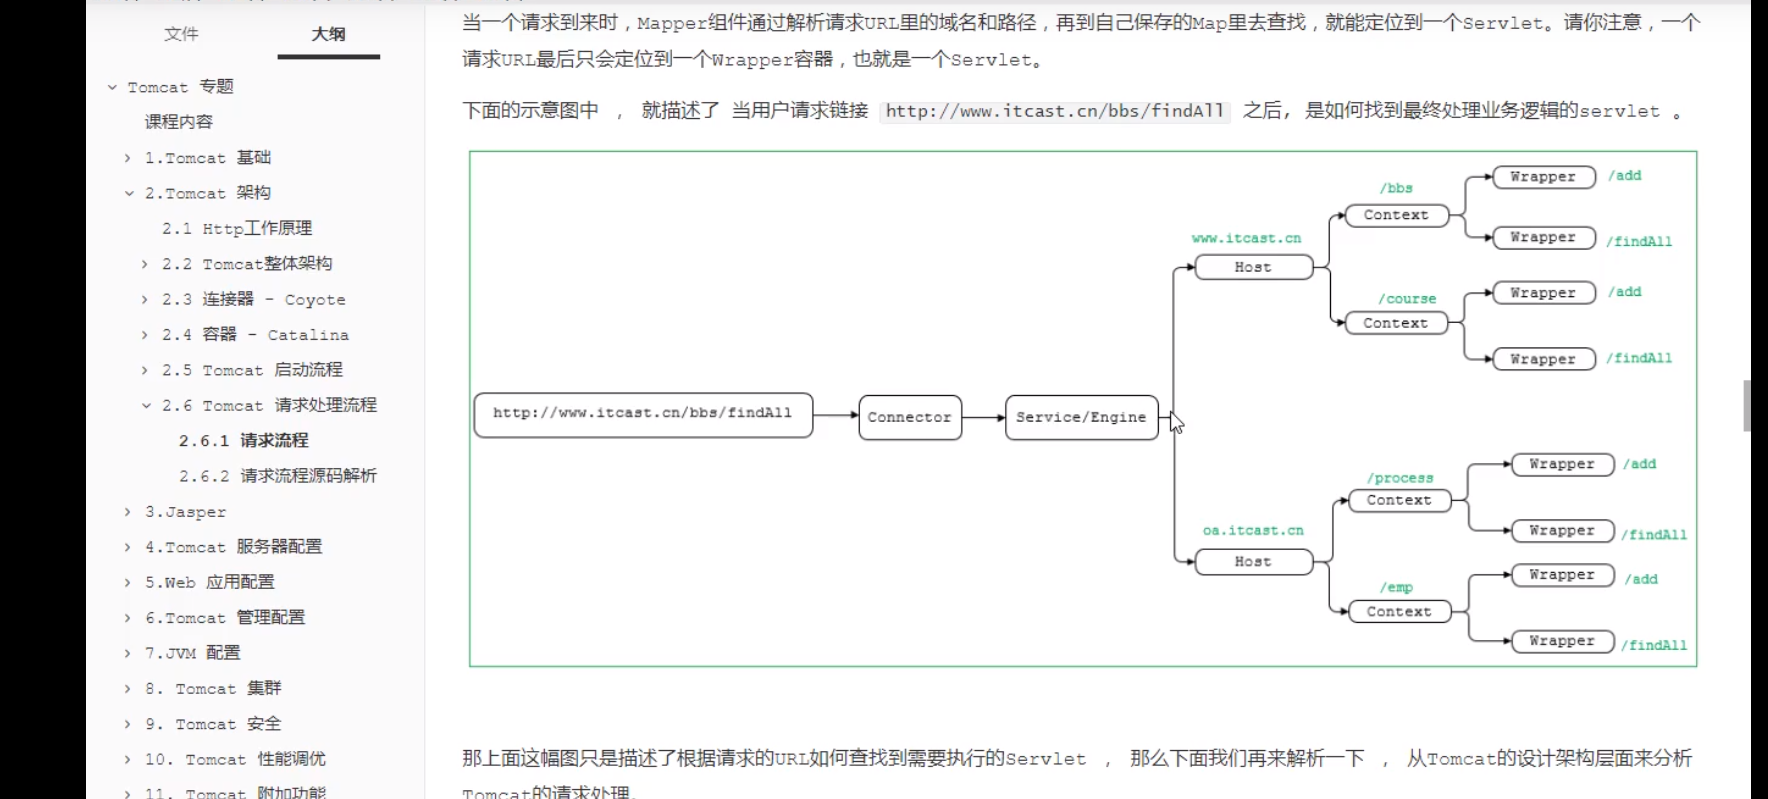 文件
大纲
Tomcat 专题
课程内容
1.Tomcat 基础
2.Tomcat 架构
2.1 Http工作原理
2.2 Tomcat整体架构
2.3 连接器 - Coyote
2.4 容器 - Catalina
2.5 Tomcat 启动流程
2.6 Tomcat 请求处理流程
2.6.1 请求流程
2.6.2 请求流程源码解析
3.Jasper
4.Tomcat 服务器配置
5.Web 应用配置
6.Tomcat 管理配置
7.JVM 配置
8. Tomcat 集群
9. Tomcat 安全
10. Tomcat 性能调优
11. Tomcat 附加功能
当一个请求到来时，Mapper组件通过解析请求URL里的域名和路径，再到自己保存的Map里去查找，就能定位到一个Servlet。请你注意，一个
请求URL最后只会定位到一个Wrapper容器，也就是一个Servlet。
下面的示意图中 ， 就描述了 当用户请求链接 http://www.itcast.cn/bbs/findAll 之后, 是如何找到最终处理业务逻辑的servlet 。
http://www.itcast.cn/bbs/findAll
Connector
Service/Engine
www.itcast.cn
Host
/bbs
Context
Wrapper /add
Wrapper /findAll
/course
Context
Wrapper /add
Wrapper /findAll
oa.itcast.cn
Host
/process
Context
Wrapper /add
Wrapper /findAll
/emp
Context
Wrapper /add
Wrapper /findAll
那上面这幅图只是描述了根据请求的URL如何查找到需要执行的Servlet ， 那么下面我们再来解析一下 ， 从Tomcat的设计架构层面来分析
Tomcat的请求处理。